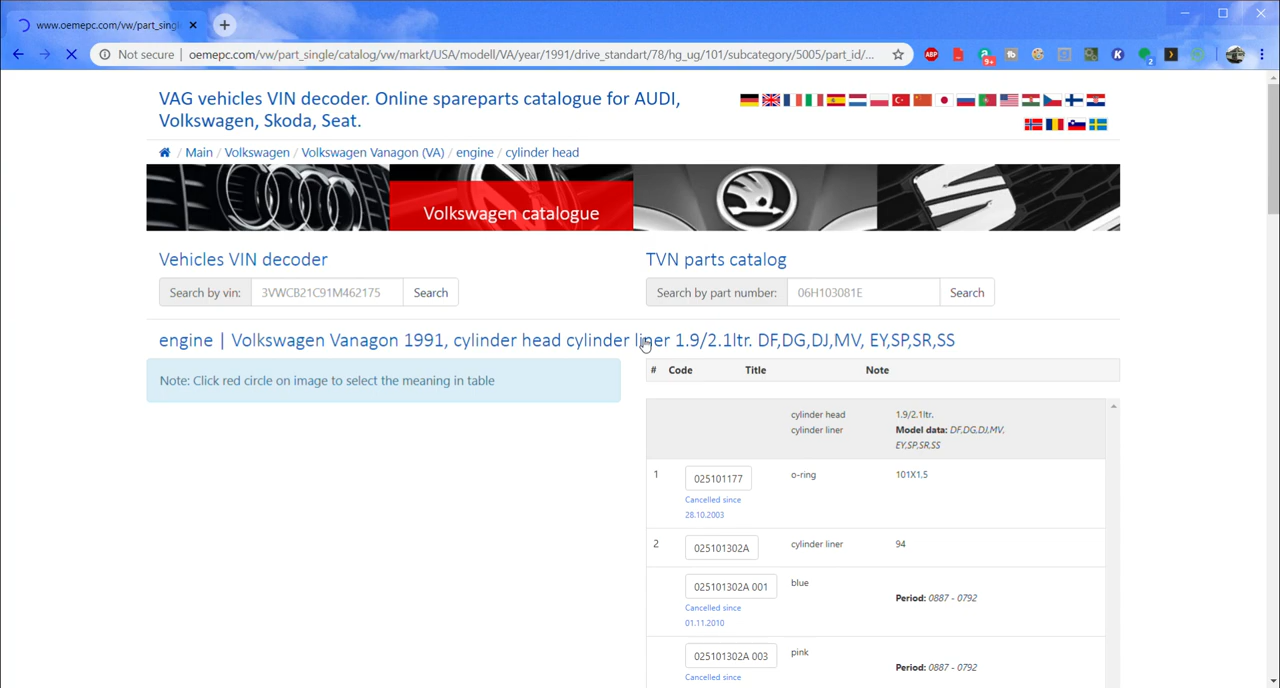 www.oemepc.com/vw/part_singl
Not secure | oemepc.com/vw/part_single/catalog/vw/markt/USA/modell/VA/year/1991/drive_standart/78/hg_ug/101/subcategory/5005/part_id/...
ABP
9+
K
2
VAG vehicles VIN decoder. Online spareparts catalogue for AUDI,
Volkswagen, Skoda, Seat.
/ Main / Volkswagen / Volkswagen Vanagon (VA) / engine / cylinder head
Volkswagen catalogue
Vehicles VIN decoder
TVN parts catalog
Search by vin: 3VWCB21C91M462175 Search
Search by part number: 06H103081E Search
engine | Volkswagen Vanagon 1991, cylinder head cylinder liner 1.9/2.1ltr. DF,DG,DJ,MV, EY,SP,SR,SS
Note: Click red circle on image to select the meaning in table
# Code Title Note
cylinder head 1.9/2.1ltr.
cylinder liner Model data: DF,DG,DJ,MV,
EY,SP,SR,SS
1 025101177 o-ring 101X1,5
Cancelled since
28.10.2003
2 025101302A cylinder liner 94
025101302A 001 blue
Period: 0887 - 0792
Cancelled since
01.11.2010
025101302A 003 pink
Period: 0887 - 0792
Cancelled since